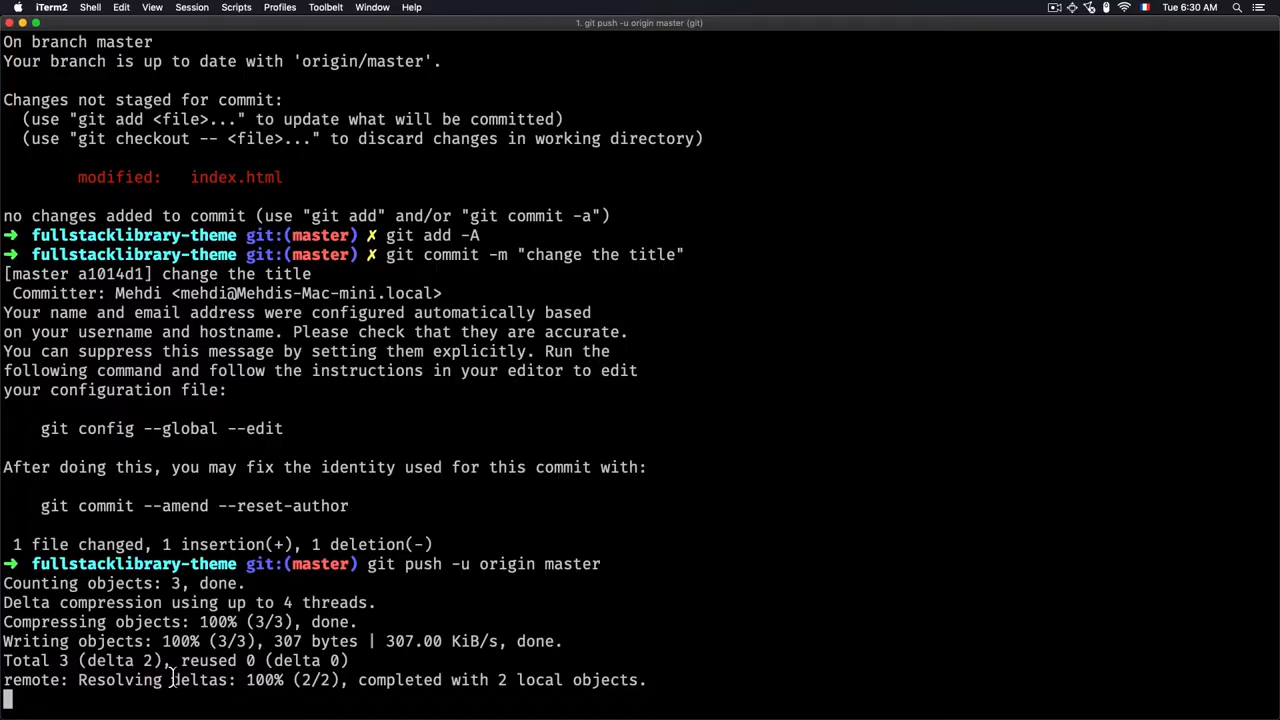 iTerm2 Shell Edit View Session Scripts Profiles Toolbelt Window Help Tue 6:30 AM
1. git push -u origin master (git)
On branch master
Your branch is up to date with 'origin/master'.
Changes not staged for commit:
(use "git add <file>..." to update what will be committed)
(use "git checkout -- <file>..." to discard changes in working directory)
modified: index.html
no changes added to commit (use "git add" and/or "git commit -a")
➜ fullstacklibrary-theme git:(master) ✗ git add -A
➜ fullstacklibrary-theme git:(master) ✗ git commit -m "change the title"
[master a1014d1] change the title
Committer: Mehdi <mehdi@Mehdis-Mac-mini.local>
Your name and email address were configured automatically based
on your username and hostname. Please check that they are accurate.
You can suppress this message by setting them explicitly. Run the
following command and follow the instructions in your editor to edit
your configuration file:
git config --global --edit
After doing this, you may fix the identity used for this commit with:
git commit --amend --reset-author
1 file changed, 1 insertion(+), 1 deletion(-)
➜ fullstacklibrary-theme git:(master) git push -u origin master
Counting objects: 3, done.
Delta compression using up to 4 threads.
Compressing objects: 100% (3/3), done.
Writing objects: 100% (3/3), 307 bytes | 307.00 KiB/s, done.
Total 3 (delta 2), reused 0 (delta 0)
remote: Resolving deltas: 100% (2/2), completed with 2 local objects.